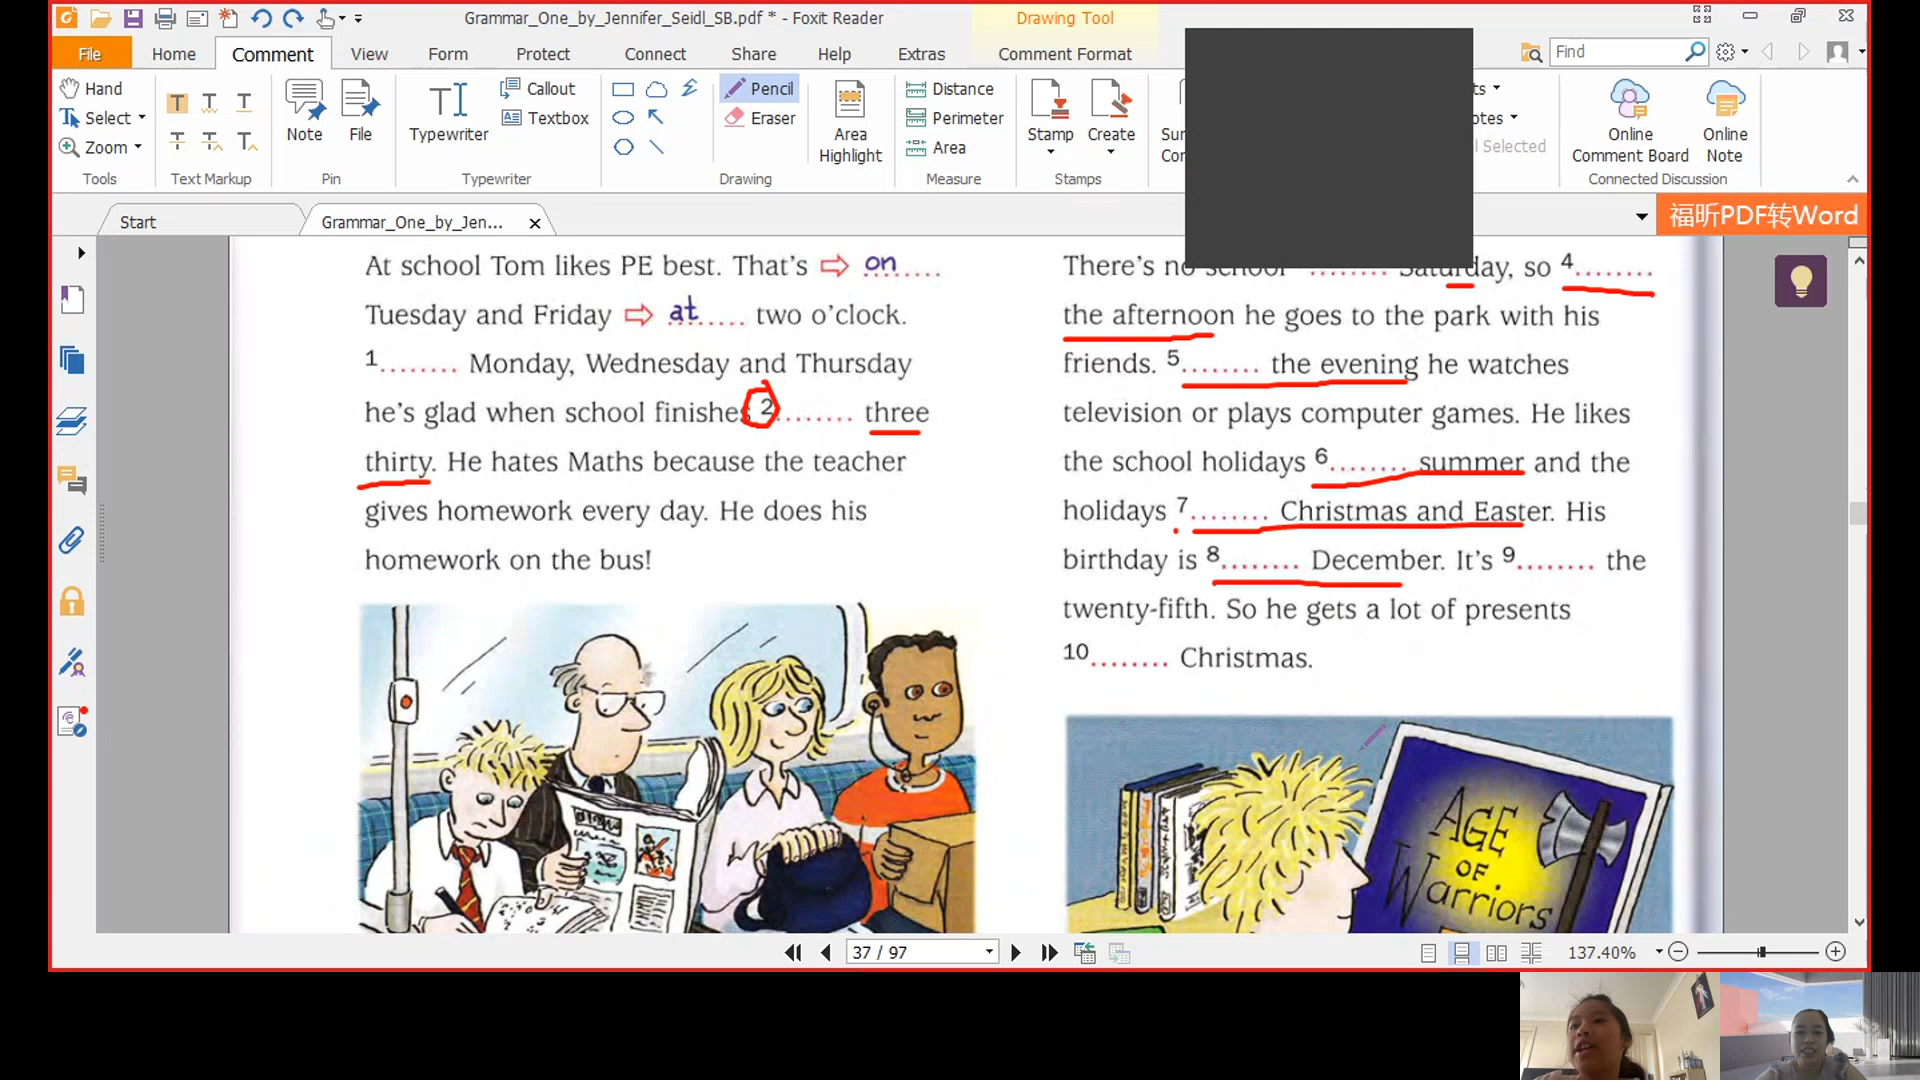 Grammar_One_by_Jennifer_Seidl_SB.pdf * - Foxit Reader
Drawing Tool
File
Home
Comment
View
Form
Protect
Connect
Share
Help
Extras
Comment Format
Find
Hand
Select
Zoom
Tools
Text Markup
Note
File
Pin
Typewriter
Callout
Textbox
Typewriter
Pencil
Eraser
Drawing
Area Highlight
Distance
Perimeter
Area
Measure
Stamp
Create
Stamps
Selected
Online Comment Board
Online Note
Connected Discussion
Start
Grammar_One_by_Jen...
福昕PDF转Word
At school Tom likes PE best. That's ⇨ on ........
Tuesday and Friday ⇨ at ........ two o'clock.
1 ........ Monday, Wednesday and Thursday
he's glad when school finishes 2 ........ three
thirty. He hates Maths because the teacher
gives homework every day. He does his
homework on the bus!
There's no school ........ Saturday, so 4 ........
the afternoon he goes to the park with his
friends. 5 ........ the evening he watches
television or plays computer games. He likes
the school holidays 6 ........ summer and the
holidays 7 ........ Christmas and Easter. His
birthday is 8 ........ December. It's 9 ........ the
twenty-fifth. So he gets a lot of presents
10 ........ Christmas.
AGE
OF
Warriors
37 / 97
137.40%